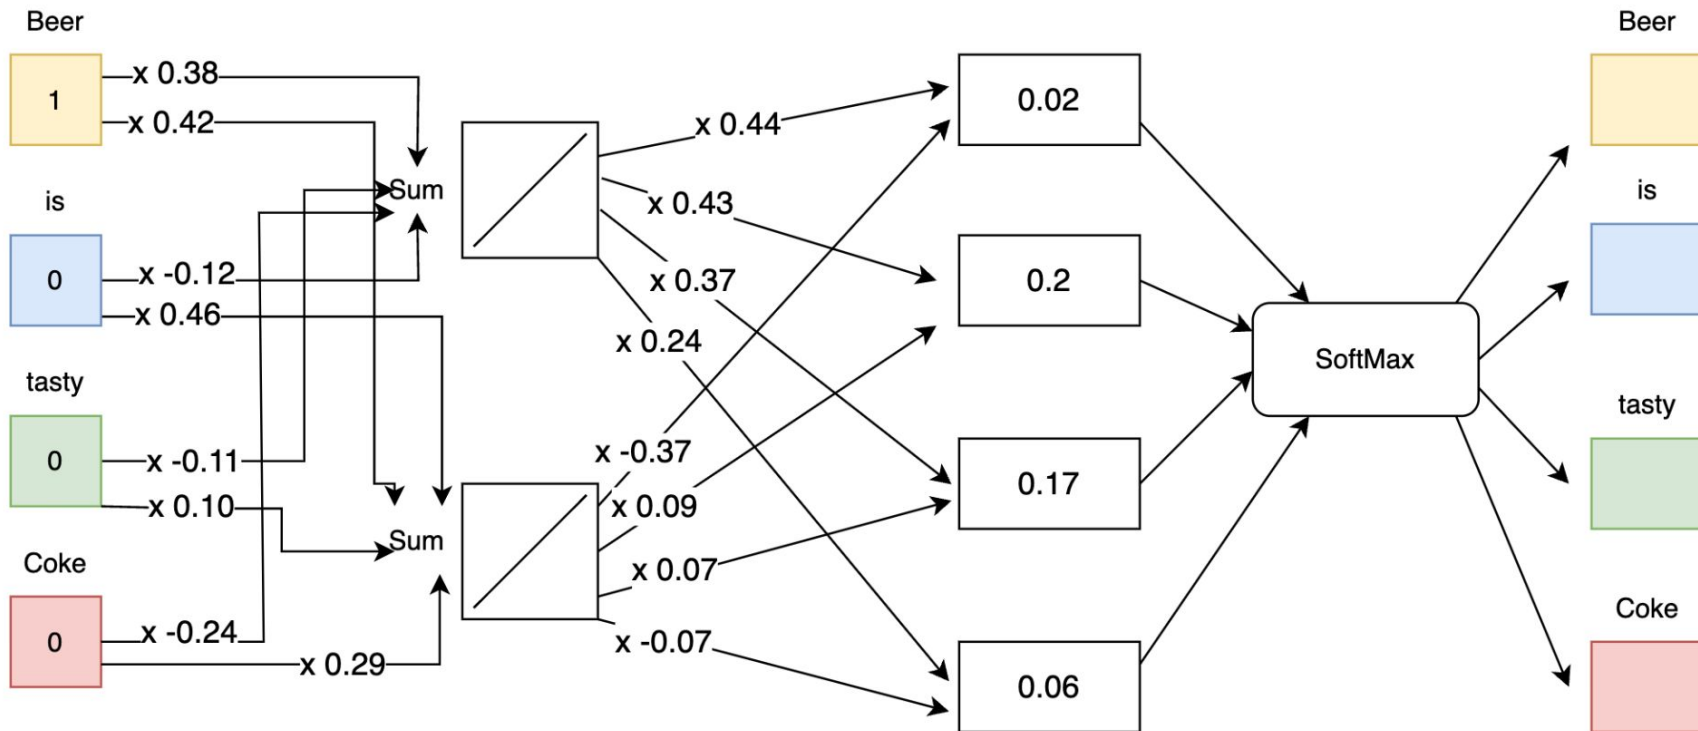 Beer
1
x 0.38
x 0.42
is
0
x -0.12
x 0.46
tasty
0
x -0.11
x 0.10
Coke
0
x -0.24
x 0.29
Sum
Sum
x 0.44
x 0.43
x 0.37
x 0.24
x -0.37
x 0.09
x 0.07
x -0.07
0.02
0.2
0.17
0.06
SoftMax
Beer
is
tasty
Coke